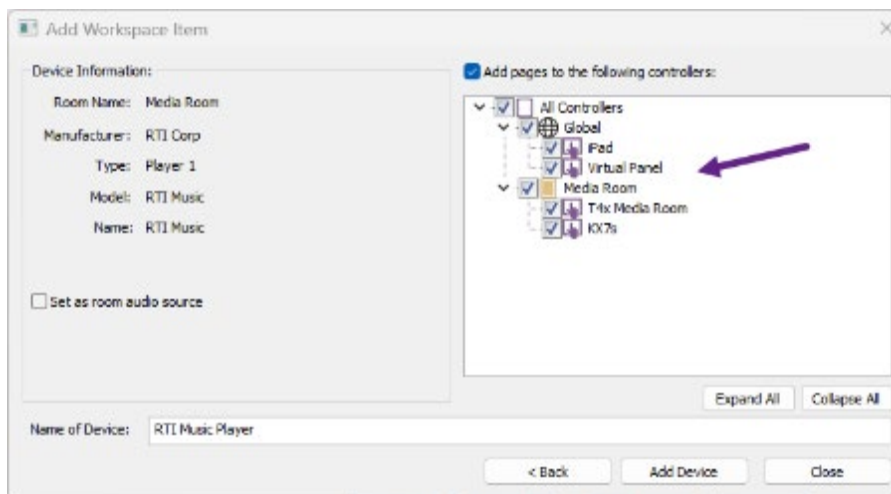 Add Workspace Item
Device Information:
Room Name: Media Room
Manufacturer: RTI Corp
Type: Player 1
Model: RTI Music
Name: RTI Music
Set as room audio source
Add pages to the following controllers:
All Controllers
Global
iPad
Virtual Panel
Media Room
T4x Media Room
KX7s
Expand All
Collapse All
Name of Device: RTI Music Player
< Back
Add Device
Close